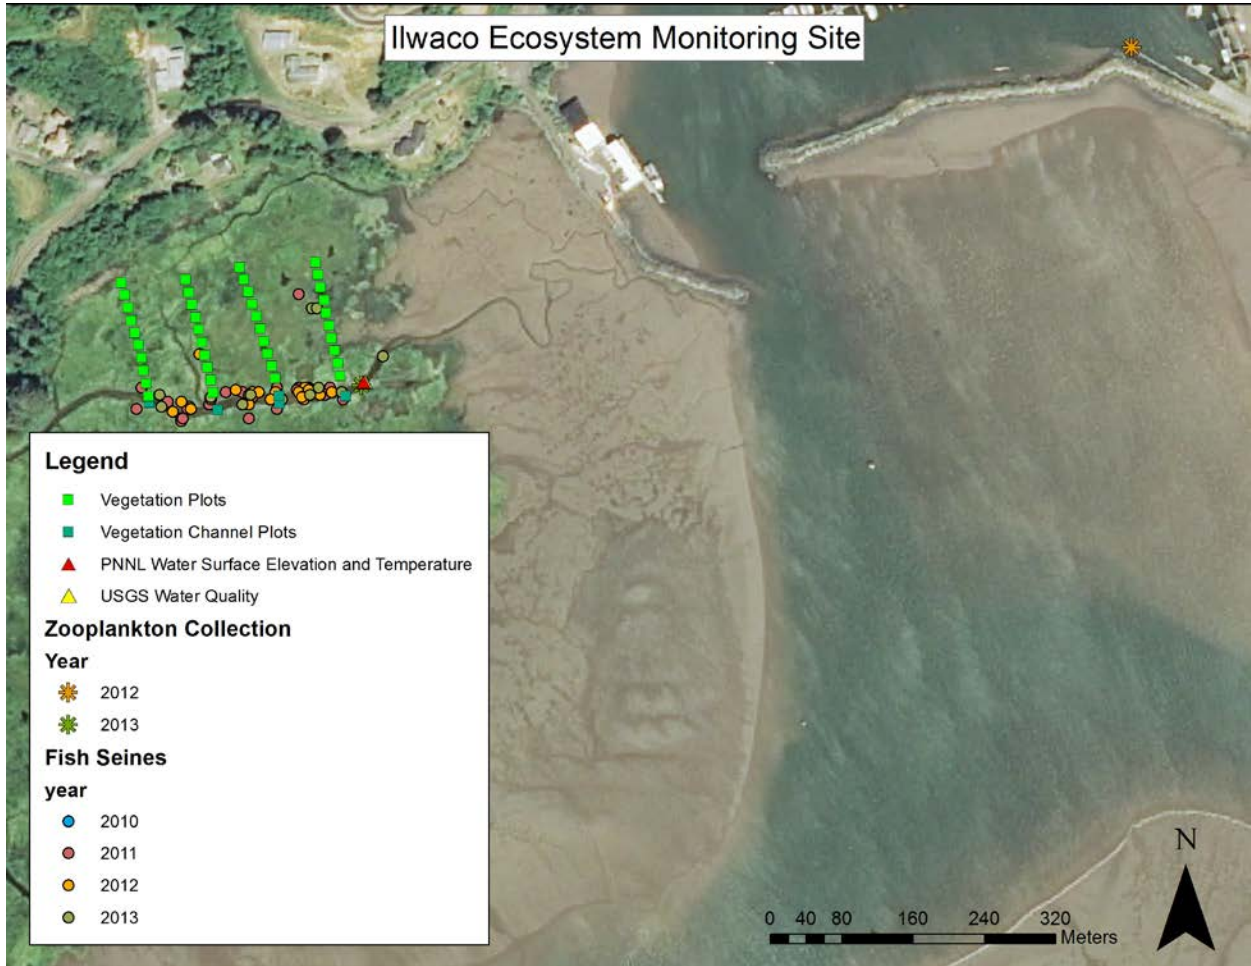 Ilwaco Ecosystem Monitoring Site
Legend
Vegetation Plots
Vegetation Channel Plots
PNNL Water Surface Elevation and Temperature
USGS Water Quality
Zooplankton Collection
Year
2012
2013
Fish Seines
year
2010
2011
2012
2013
N
0 40 80 160 240 320
Meters